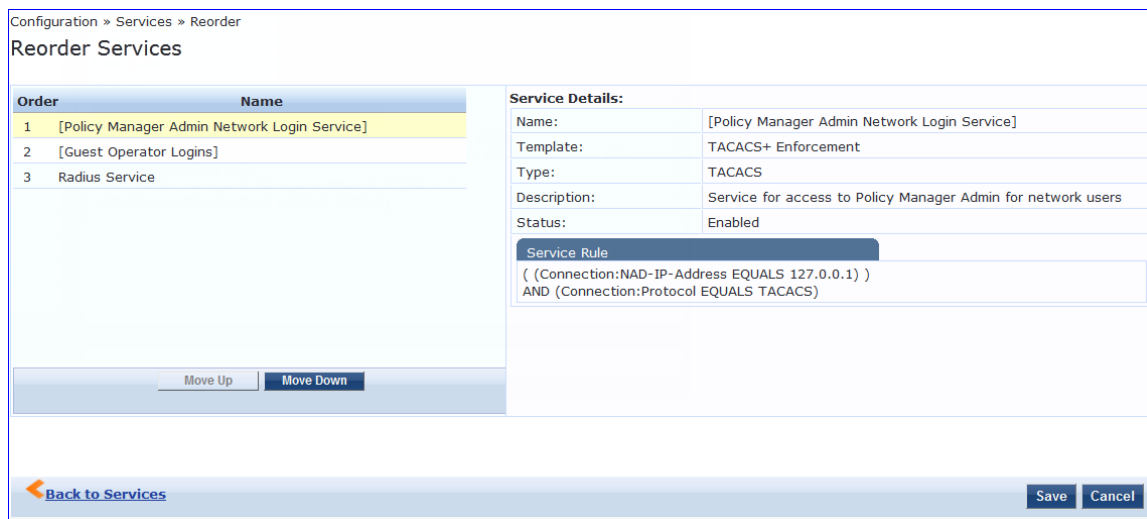 Configuration » Services » Reorder
Reorder Services
Order Name
1 [Policy Manager Admin Network Login Service]
2 [Guest Operator Logins]
3 Radius Service
Move Up Move Down
Service Details:
Name: [Policy Manager Admin Network Login Service]
Template: TACACS+ Enforcement
Type: TACACS
Description: Service for access to Policy Manager Admin for network users
Status: Enabled
Service Rule
( (Connection:NAD-IP-Address EQUALS 127.0.0.1) )
AND (Connection:Protocol EQUALS TACACS)
Back to Services
Save Cancel